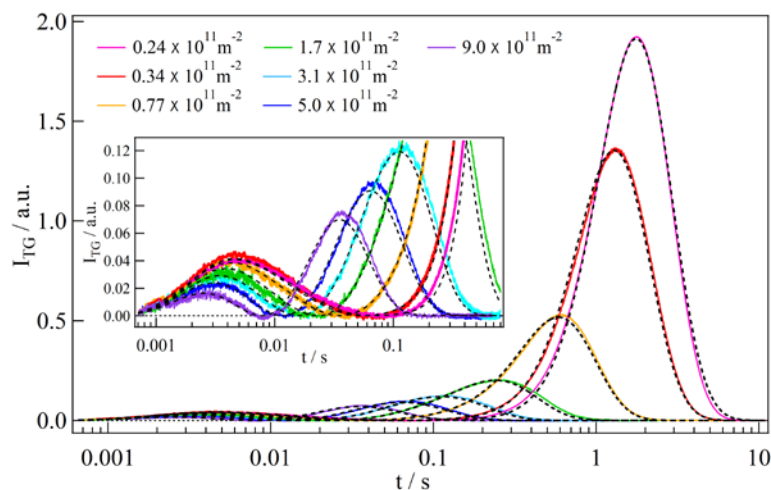 2.0
0.24 x 10¹¹m⁻² 1.7 x 10¹¹m⁻² 9.0 x 10¹¹m⁻²
0.34 x 10¹¹m⁻² 3.1 x 10¹¹m⁻²
0.77 x 10¹¹m⁻² 5.0 x 10¹¹m⁻²
1.5
1.0
0.5
0.0
I_TG / a.u.
0.12
0.10
0.08
0.06
0.04
0.02
0.00
I_TG / a.u.
0.001 0.01 0.1
t / s
0.001 0.01 0.1 1 10
t / s